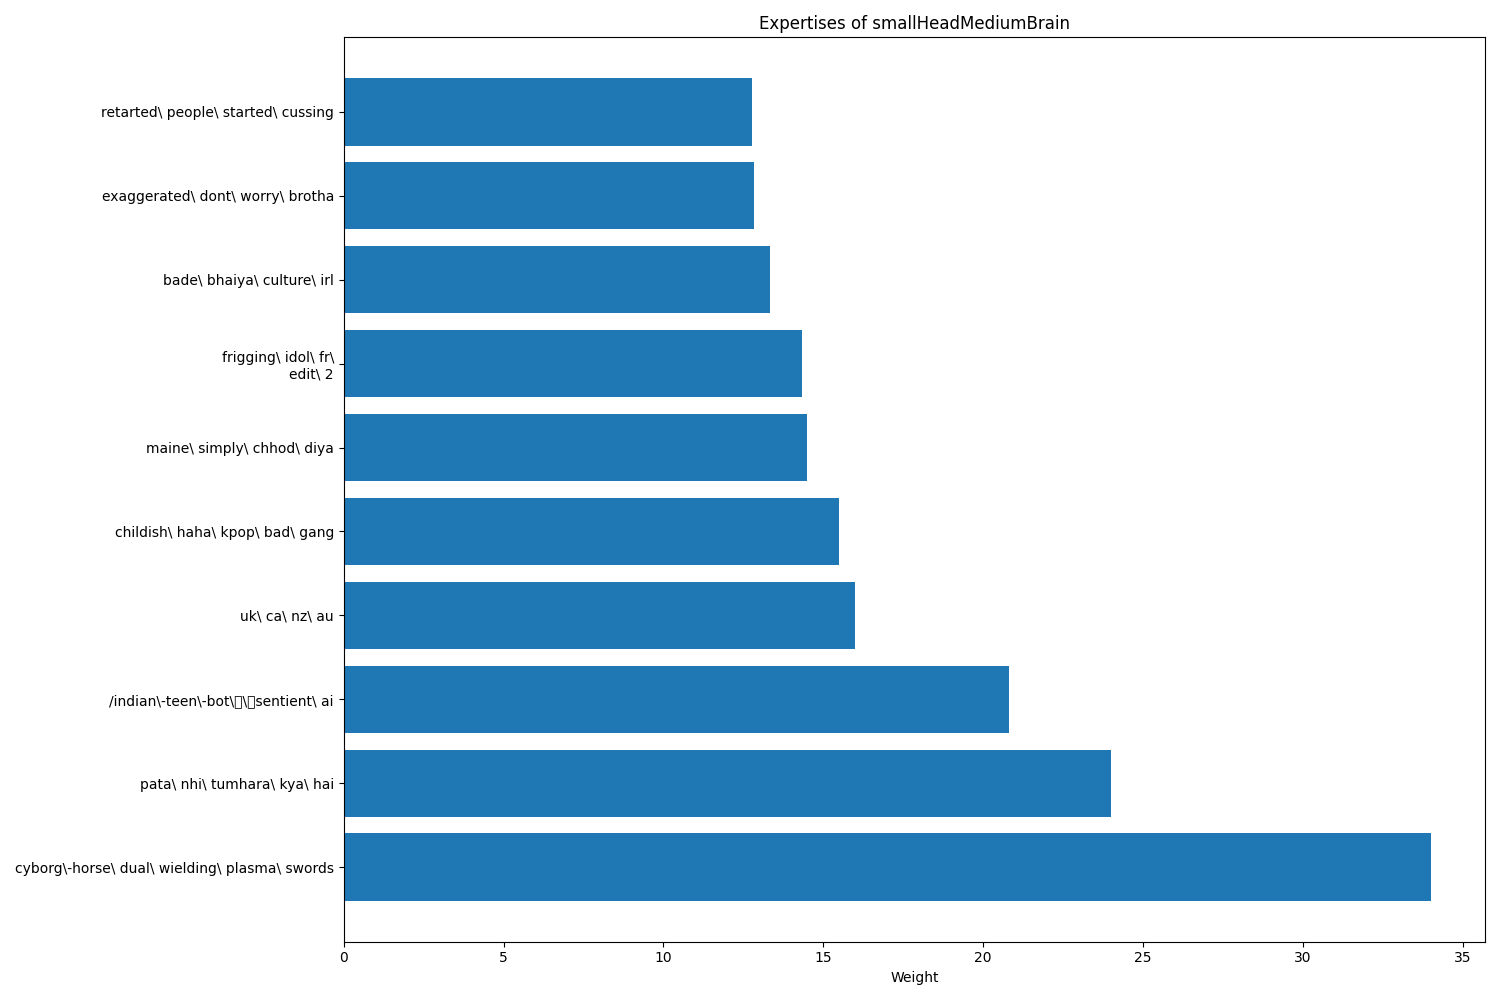 Expertises of smallHeadMediumBrain
retarted\ people\ started\ cussing
exaggerated\ dont\ worry\ brotha
bade\ bhaiya\ culture\ irl
frigging\ idol\ fr\
edit\ 2
maine\ simply\ chhod\ diya
childish\ haha\ kpop\ bad\ gang
uk\ ca\ nz\ au
/indian\-teen\-bot\▯\▯sentient\ ai
pata\ nhi\ tumhara\ kya\ hai
cyborg\-horse\ dual\ wielding\ plasma\ swords
0 5 10 15 20 25 30 35
Weight